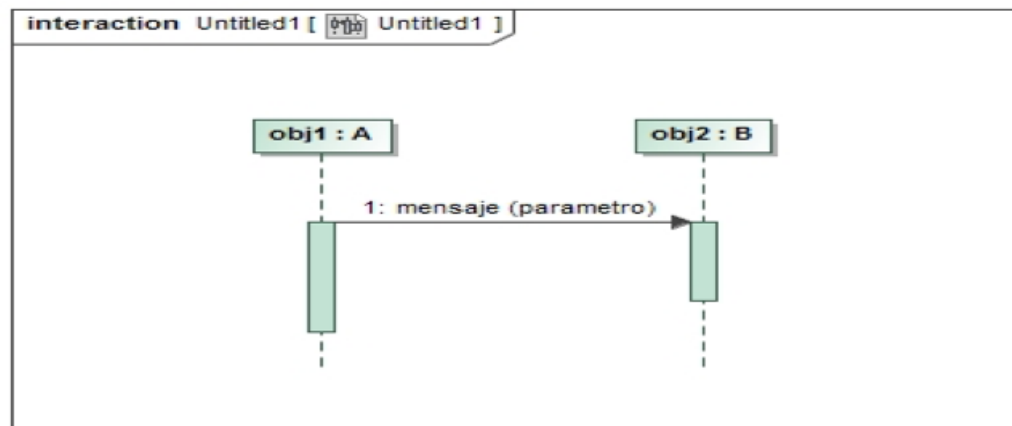 interaction Untitled1 [ Untitled1 ]
obj1 : A
obj2 : B
1: mensaje (parametro)